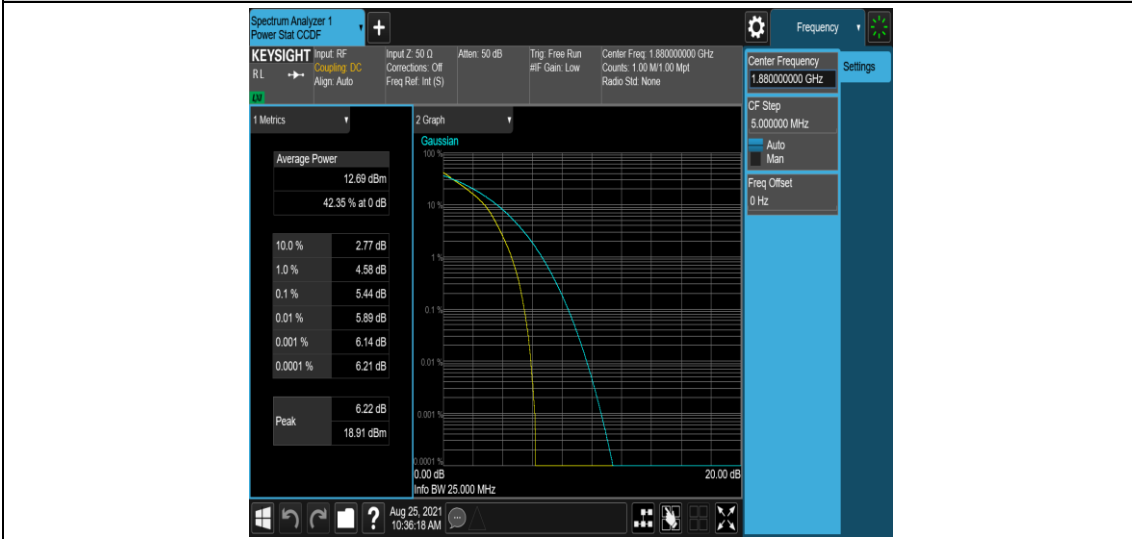 Spectrum Analyzer 1
Power Stat CCDF
+
Frequency
KEYSIGHT
RL
LXI
Input: RF
Coupling: DC
Align: Auto
Input Z: 50 Ω
Corrections: Off
Freq Ref: Int (S)
Atten: 50 dB
Trig: Free Run
#IF Gain: Low
Center Freq: 1.880000000 GHz
Counts: 1.00 M/1.00 Mpt
Radio Std: None
Center Frequency
1.880000000 GHz
Settings
CF Step
5.000000 MHz
Auto
Man
Freq Offset
0 Hz
1 Metrics
Average Power
12.69 dBm
42.35 % at 0 dB
10.0 % 2.77 dB
1.0 % 4.58 dB
0.1 % 5.44 dB
0.01 % 5.89 dB
0.001 % 6.14 dB
0.0001 % 6.21 dB
Peak
6.22 dB
18.91 dBm
2 Graph
Gaussian
100 %
10 %
1 %
0.1 %
0.01 %
0.001 %
0.0001 %
0.00 dB 20.00 dB
Info BW 25.000 MHz
?
Aug 25, 2021
10:36:18 AM